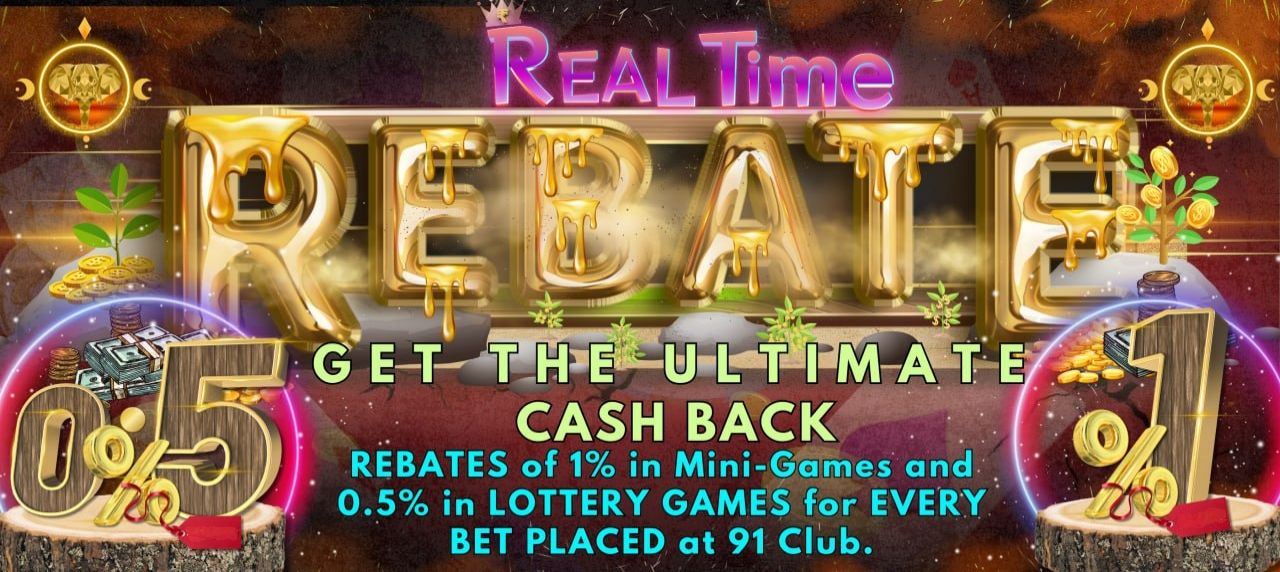 REAL TIME
REBATE
0.5%
1%
GET THE ULTIMATE
CASH BACK
REBATES of 1% in Mini-Games and
0.5% in LOTTERY GAMES for EVERY
BET PLACED at 91 Club.